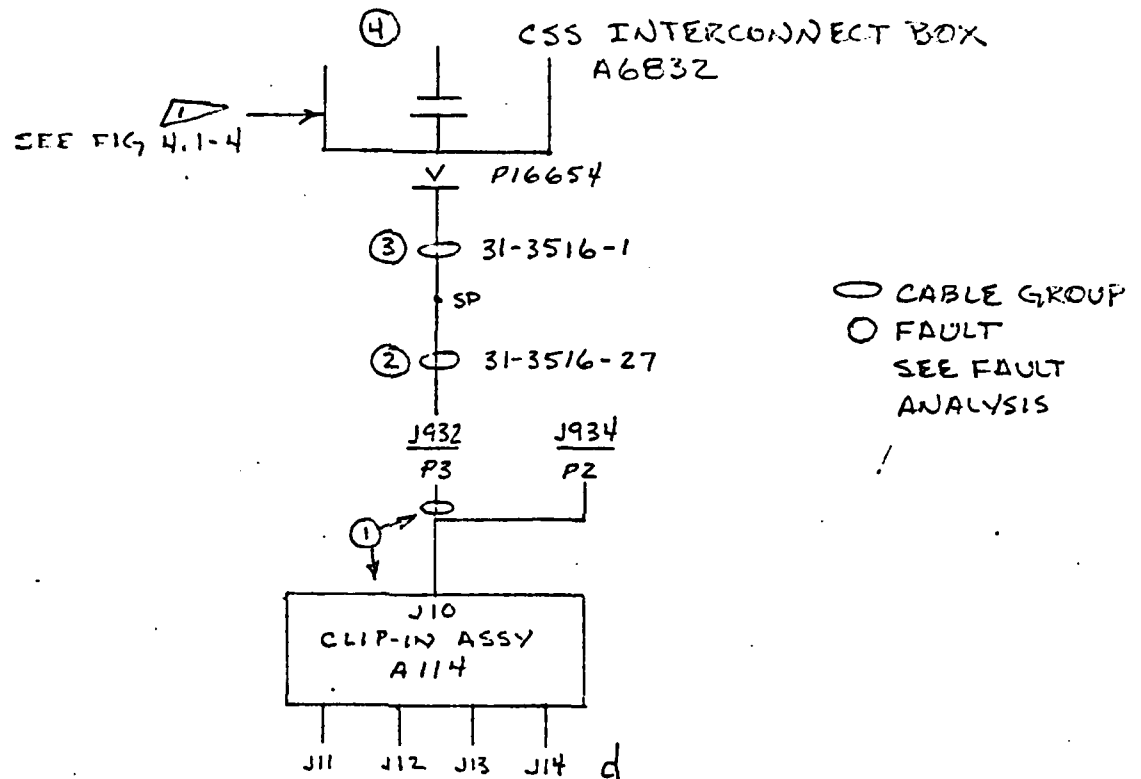 4
CSS INTERCONNECT BOX
A6832
1
SEE FIG 4.1-4
P16654
3
31-3516-1
SP
CABLE GROUP
FAULT
SEE FAULT
ANALYSIS
2
31-3516-27
J932
J934
P3
P2
1
J10
CLIP-IN ASSY
A114
J11
J12
J13
J14
d